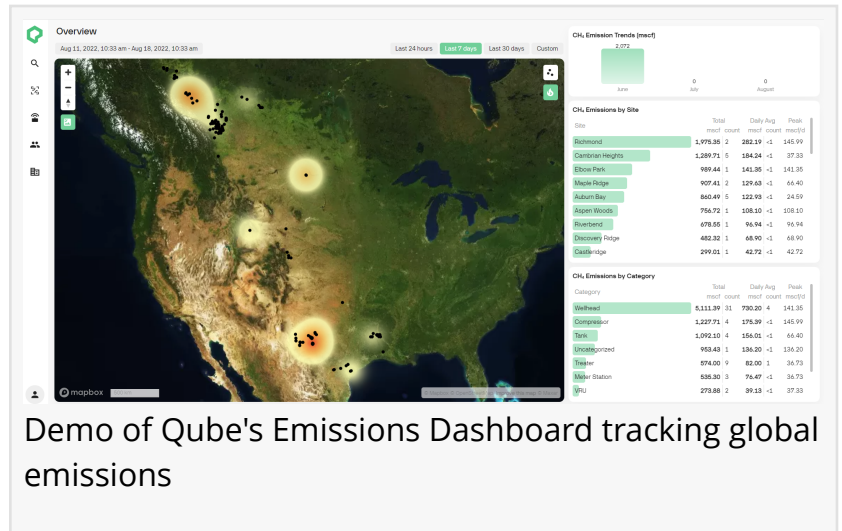 Overview
Aug 11, 2022, 10:33 am - Aug 18, 2022, 10:33 am
Last 24 hours Last 7 days Last 30 days Custom
mapbox
CH₄ Emission Trends (mscf)
2,072 0 0
June July August
CH₄ Emissions by Site
Total Daily Avg Peak
Site mscf count mscf count mscf/d
Richmond 1,975.35 2 282.19 <1 145.99
Cambrian Heights 1,289.71 5 184.24 <1 37.33
Elbow Park 989.44 1 141.35 <1 141.35
Maple Ridge 907.41 2 129.63 <1 66.40
Auburn Bay 860.49 5 122.93 <1 24.59
Aspen Woods 756.72 1 108.10 <1 108.10
Riverbend 678.55 1 96.94 <1 96.94
Discovery Ridge 482.32 1 68.90 <1 68.90
Castleridge 299.01 1 42.72 <1 42.72
CH₄ Emissions by Category
Total Daily Avg Peak
Category mscf count mscf count mscf/d
Wellhead 5,111.39 31 730.20 4 141.35
Compressor 1,227.71 4 175.39 <1 145.99
Tank 1,092.10 4 156.01 <1 66.40
Uncategorized 953.43 1 136.20 <1 136.20
Treater 574.00 9 82.00 1 36.73
Meter Station 535.30 3 76.47 <1 36.73
VRU 273.88 2 39.13 <1 37.33
Demo of Qube's Emissions Dashboard tracking global
emissions